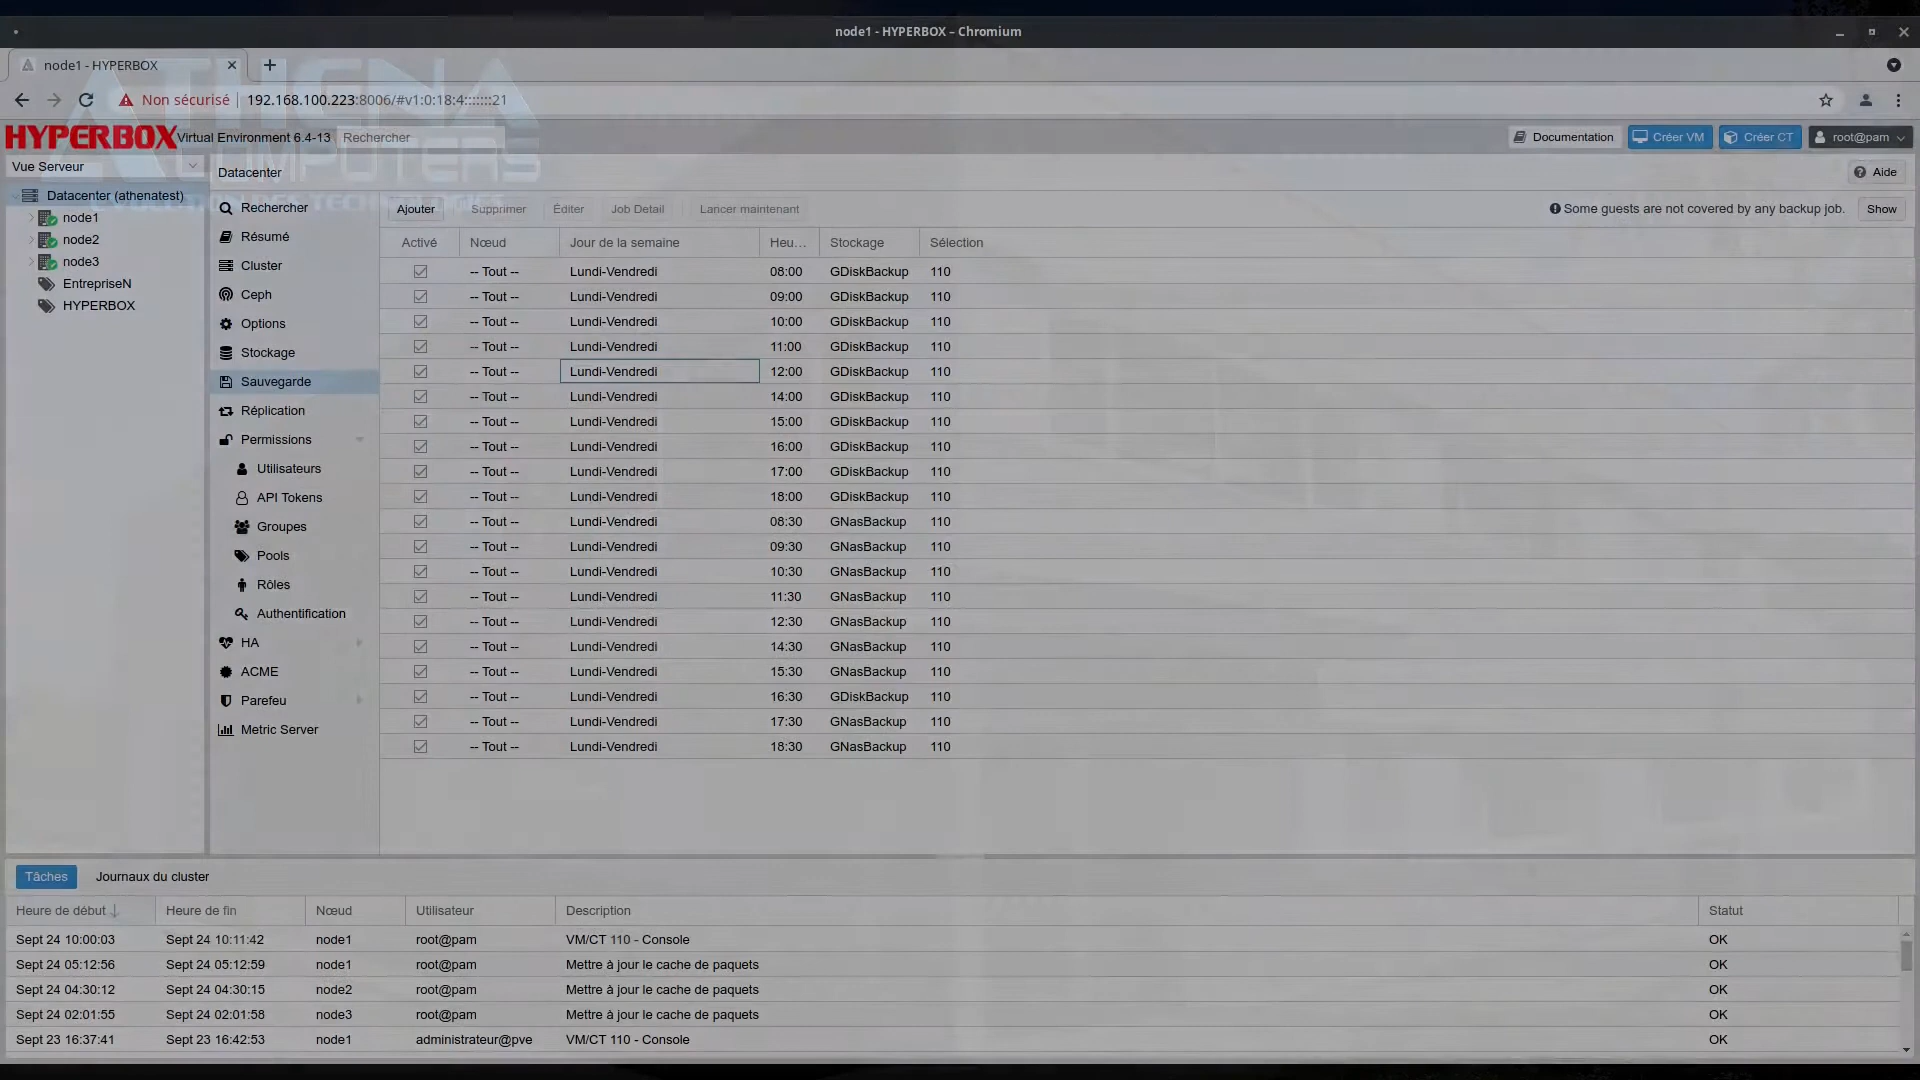 node1 - HYPERBOX – Chromium
node1 - HYPERBOX
Non sécurisé 192.168.100.223:8006/#v1:0:18:4:::::::21
ATHENA
COMPUTERS
HYPERBOX Virtual Environment 6.4-13 Rechercher Documentation Créer VM Créer CT root@pam
Vue Serveur
Datacenter (athenatest)
node1
node2
node3
EntrepriseN
HYPERBOX
Datacenter Aide
Rechercher
Résumé
Cluster
Ceph
Options
Stockage
Sauvegarde
Réplication
Permissions
Utilisateurs
API Tokens
Groupes
Pools
Rôles
Authentification
HA
ACME
Parefeu
Metric Server
Ajouter Supprimer Éditer Job Detail Lancer maintenant Some guests are not covered by any backup job. Show
Activé Nœud Jour de la semaine Heu... Stockage Sélection
-- Tout -- Lundi-Vendredi 08:00 GDiskBackup 110
-- Tout -- Lundi-Vendredi 09:00 GDiskBackup 110
-- Tout -- Lundi-Vendredi 10:00 GDiskBackup 110
-- Tout -- Lundi-Vendredi 11:00 GDiskBackup 110
-- Tout -- Lundi-Vendredi 12:00 GDiskBackup 110
-- Tout -- Lundi-Vendredi 14:00 GDiskBackup 110
-- Tout -- Lundi-Vendredi 15:00 GDiskBackup 110
-- Tout -- Lundi-Vendredi 16:00 GDiskBackup 110
-- Tout -- Lundi-Vendredi 17:00 GDiskBackup 110
-- Tout -- Lundi-Vendredi 18:00 GDiskBackup 110
-- Tout -- Lundi-Vendredi 08:30 GNasBackup 110
-- Tout -- Lundi-Vendredi 09:30 GNasBackup 110
-- Tout -- Lundi-Vendredi 10:30 GNasBackup 110
-- Tout -- Lundi-Vendredi 11:30 GNasBackup 110
-- Tout -- Lundi-Vendredi 12:30 GNasBackup 110
-- Tout -- Lundi-Vendredi 14:30 GNasBackup 110
-- Tout -- Lundi-Vendredi 15:30 GNasBackup 110
-- Tout -- Lundi-Vendredi 16:30 GDiskBackup 110
-- Tout -- Lundi-Vendredi 17:30 GNasBackup 110
-- Tout -- Lundi-Vendredi 18:30 GNasBackup 110
Tâches Journaux du cluster
Heure de début Heure de fin Nœud Utilisateur Description Statut
Sept 24 10:00:03 Sept 24 10:11:42 node1 root@pam VM/CT 110 - Console OK
Sept 24 05:12:56 Sept 24 05:12:59 node1 root@pam Mettre à jour le cache de paquets OK
Sept 24 04:30:12 Sept 24 04:30:15 node2 root@pam Mettre à jour le cache de paquets OK
Sept 24 02:01:55 Sept 24 02:01:58 node3 root@pam Mettre à jour le cache de paquets OK
Sept 23 16:37:41 Sept 23 16:42:53 node1 administrateur@pve VM/CT 110 - Console OK